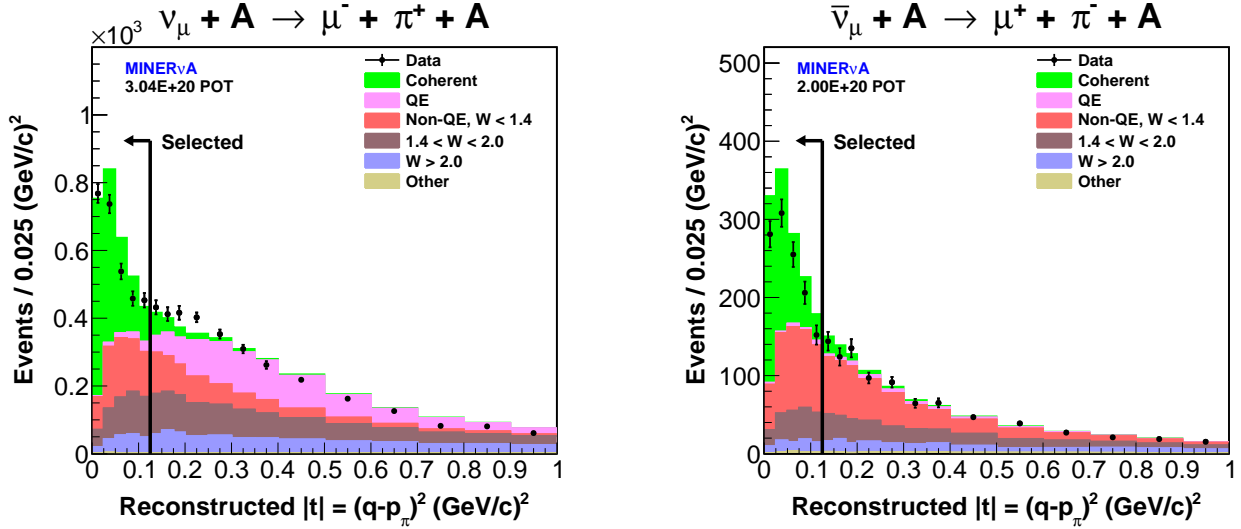 νμ + A → μ- + π+ + A
×10³
MINERνA
3.04E+20 POT
Data
Coherent
QE
Non-QE, W < 1.4
1.4 < W < 2.0
W > 2.0
Other
Selected
Events / 0.025 (GeV/c)²
1
0.8
0.6
0.4
0.2
0
0 0.1 0.2 0.3 0.4 0.5 0.6 0.7 0.8 0.9 1
Reconstructed |t| = (q-pπ)² (GeV/c)²
ν̅μ + A → μ+ + π- + A
MINERνA
2.00E+20 POT
Data
Coherent
QE
Non-QE, W < 1.4
1.4 < W < 2.0
W > 2.0
Other
Selected
Events / 0.025 (GeV/c)²
500
400
300
200
100
0
0 0.1 0.2 0.3 0.4 0.5 0.6 0.7 0.8 0.9 1
Reconstructed |t| = (q-pπ)² (GeV/c)²